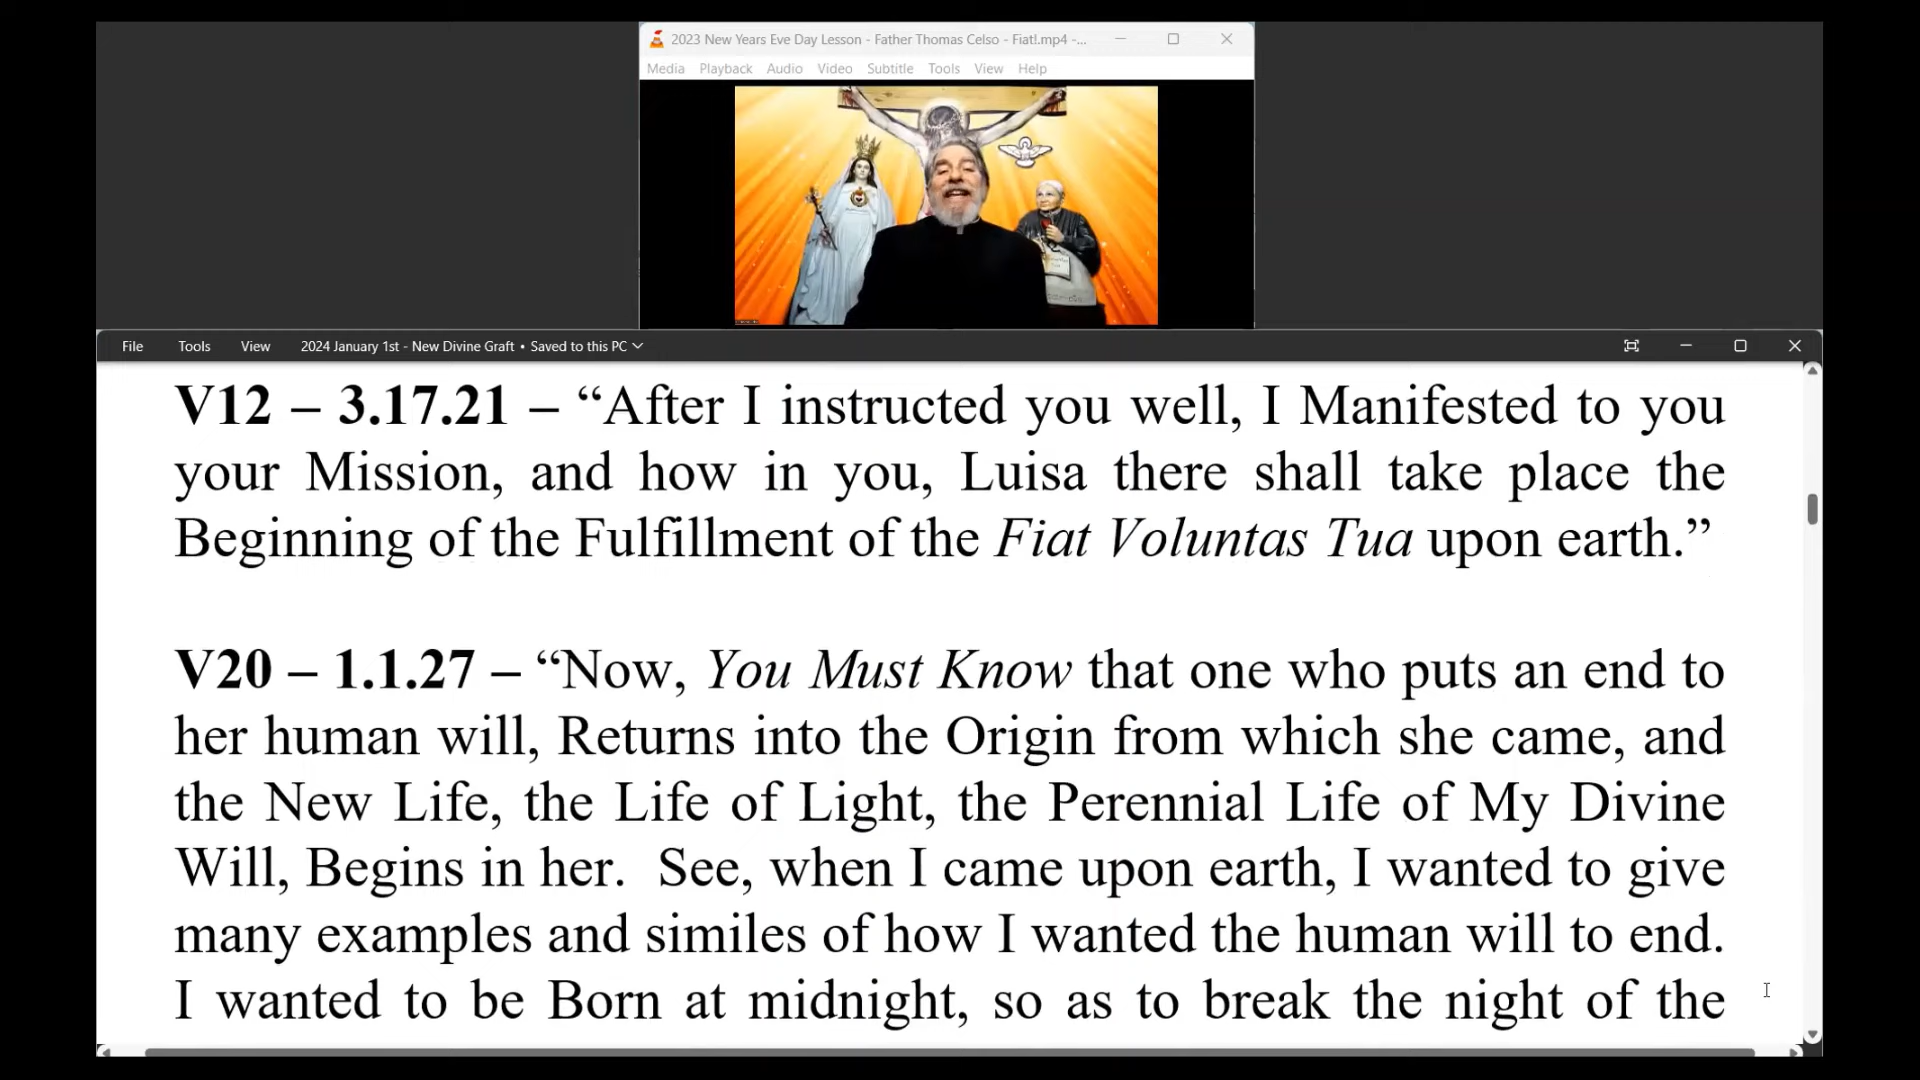 2023 New Years Eve Day Lesson - Father Thomas Celso - Fiat!.mp4 -...
Media Playback Audio Video Subtitle Tools View Help
File Tools View 2024 January 1st - New Divine Graft • Saved to this PC
V12 – 3.17.21 – “After I instructed you well, I Manifested to you
your Mission, and how in you, Luisa there shall take place the
Beginning of the Fulfillment of the Fiat Voluntas Tua upon earth.”
V20 – 1.1.27 – “Now, You Must Know that one who puts an end to
her human will, Returns into the Origin from which she came, and
the New Life, the Life of Light, the Perennial Life of My Divine
Will, Begins in her.  See, when I came upon earth, I wanted to give
many examples and similes of how I wanted the human will to end.
I wanted to be Born at midnight, so as to break the night of the